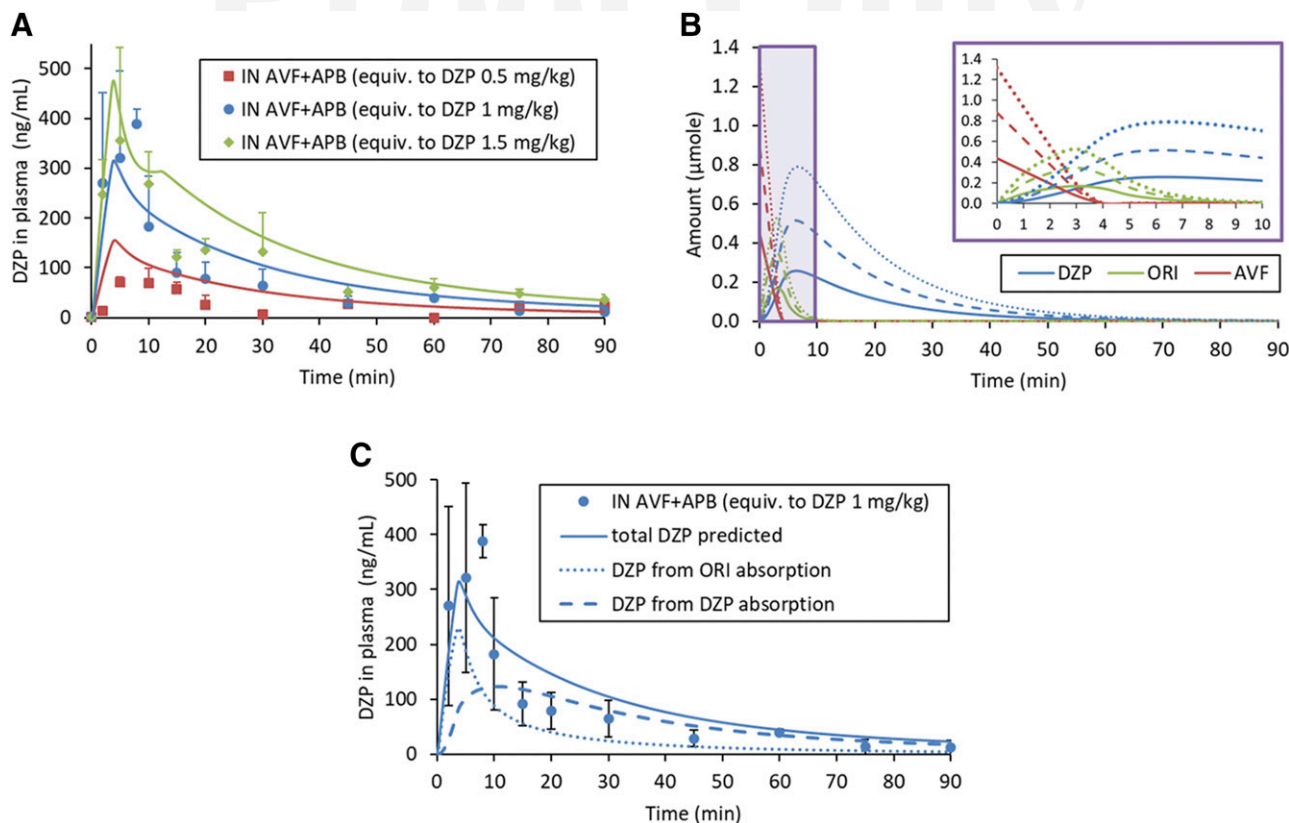 A
DZP in plasma (ng/mL)
500
400
300
200
100
0
IN AVF+APB (equiv. to DZP 0.5 mg/kg)
IN AVF+APB (equiv. to DZP 1 mg/kg)
IN AVF+APB (equiv. to DZP 1.5 mg/kg)
0 10 20 30 40 50 60 70 80 90
Time (min)
B
Amount (µmole)
1.4
1.2
1.0
0.8
0.6
0.4
0.2
0.0
1.4
1.2
1.0
0.8
0.6
0.4
0.2
0.0
0 1 2 3 4 5 6 7 8 9 10
DZP ORI AVF
0 10 20 30 40 50 60 70 80 90
Time (min)
C
DZP in plasma (ng/mL)
500
400
300
200
100
0
IN AVF+APB (equiv. to DZP 1 mg/kg)
total DZP predicted
DZP from ORI absorption
DZP from DZP absorption
0 10 20 30 40 50 60 70 80 90
Time (min)